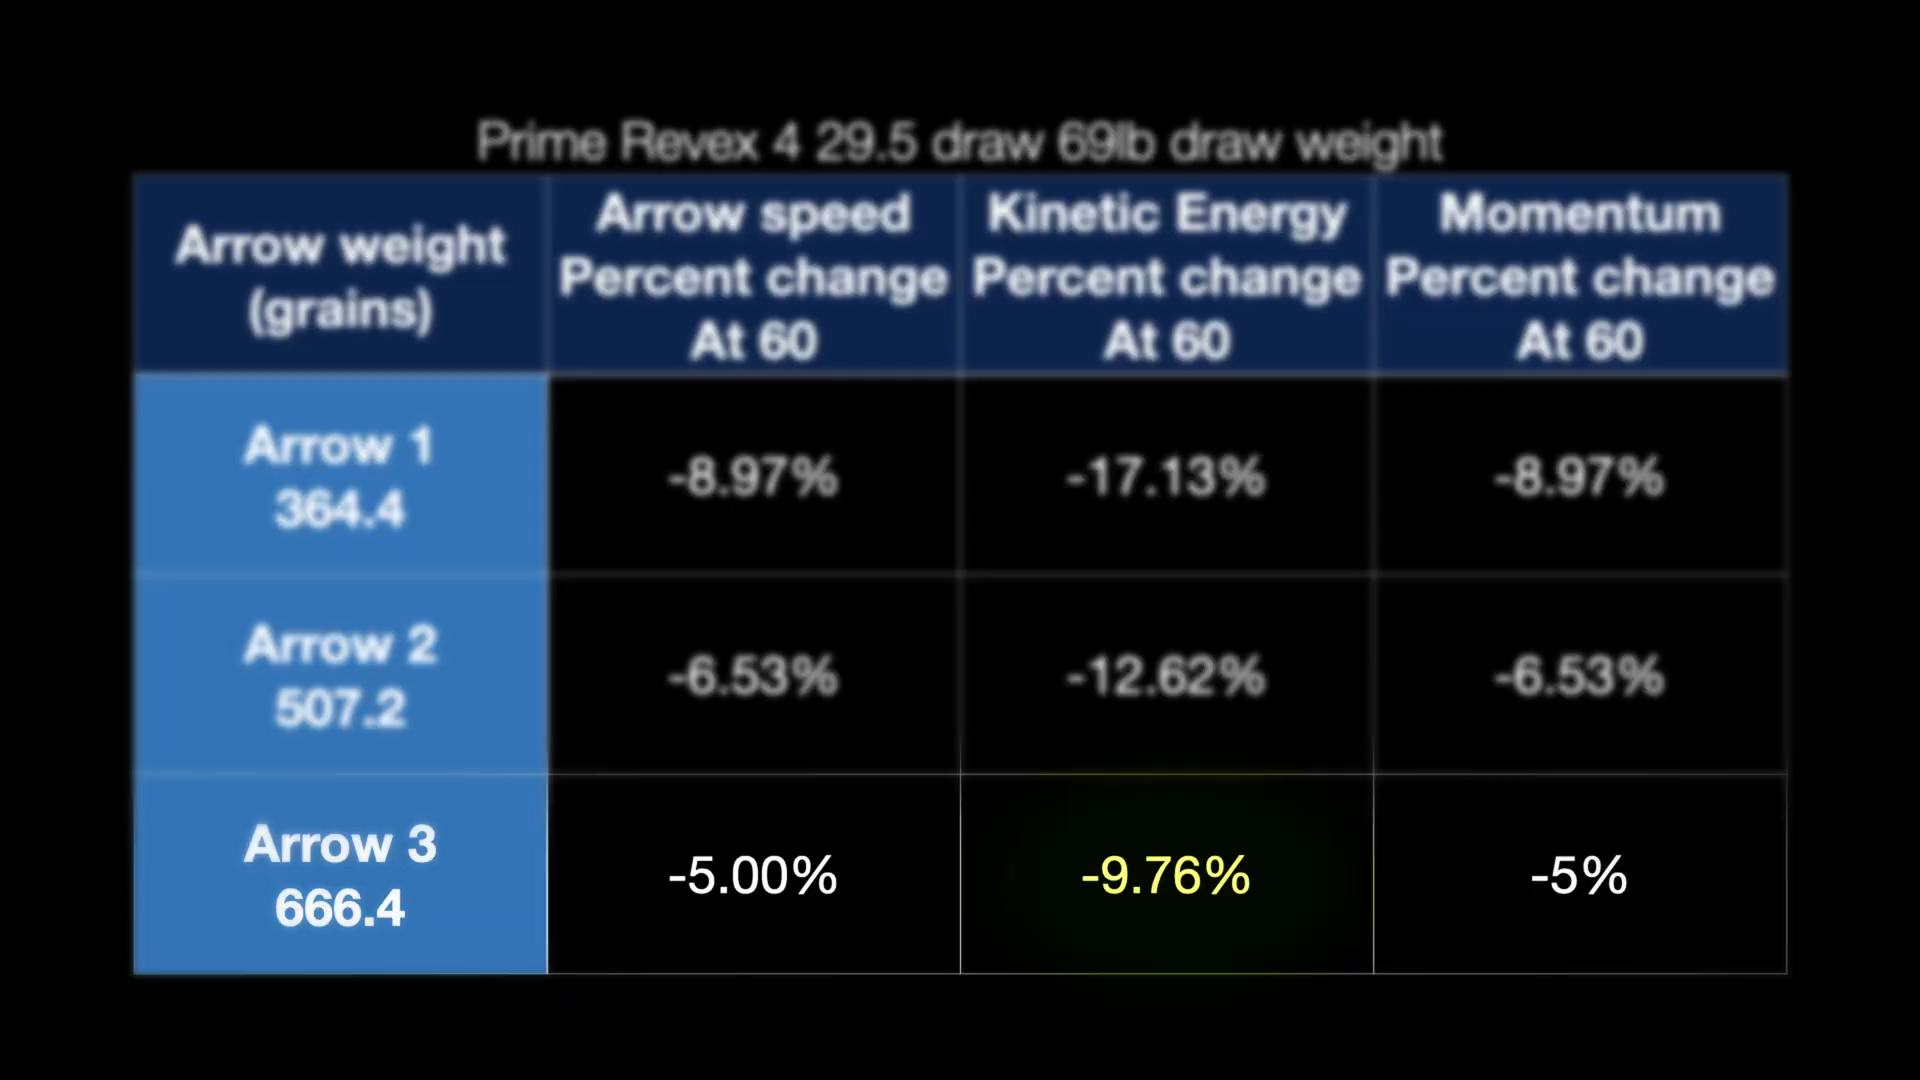 Prime Revex 4 29.5 draw 69lb draw weight
Arrow weight
(grains)
Arrow speed
Percent change
At 60
Kinetic Energy
Percent change
At 60
Momentum
Percent change
At 60
Arrow 1
364.4
-8.97%
-17.13%
-8.97%
Arrow 2
507.2
-6.53%
-12.62%
-6.53%
Arrow 3
666.4
-5.00%
-9.76%
-5%